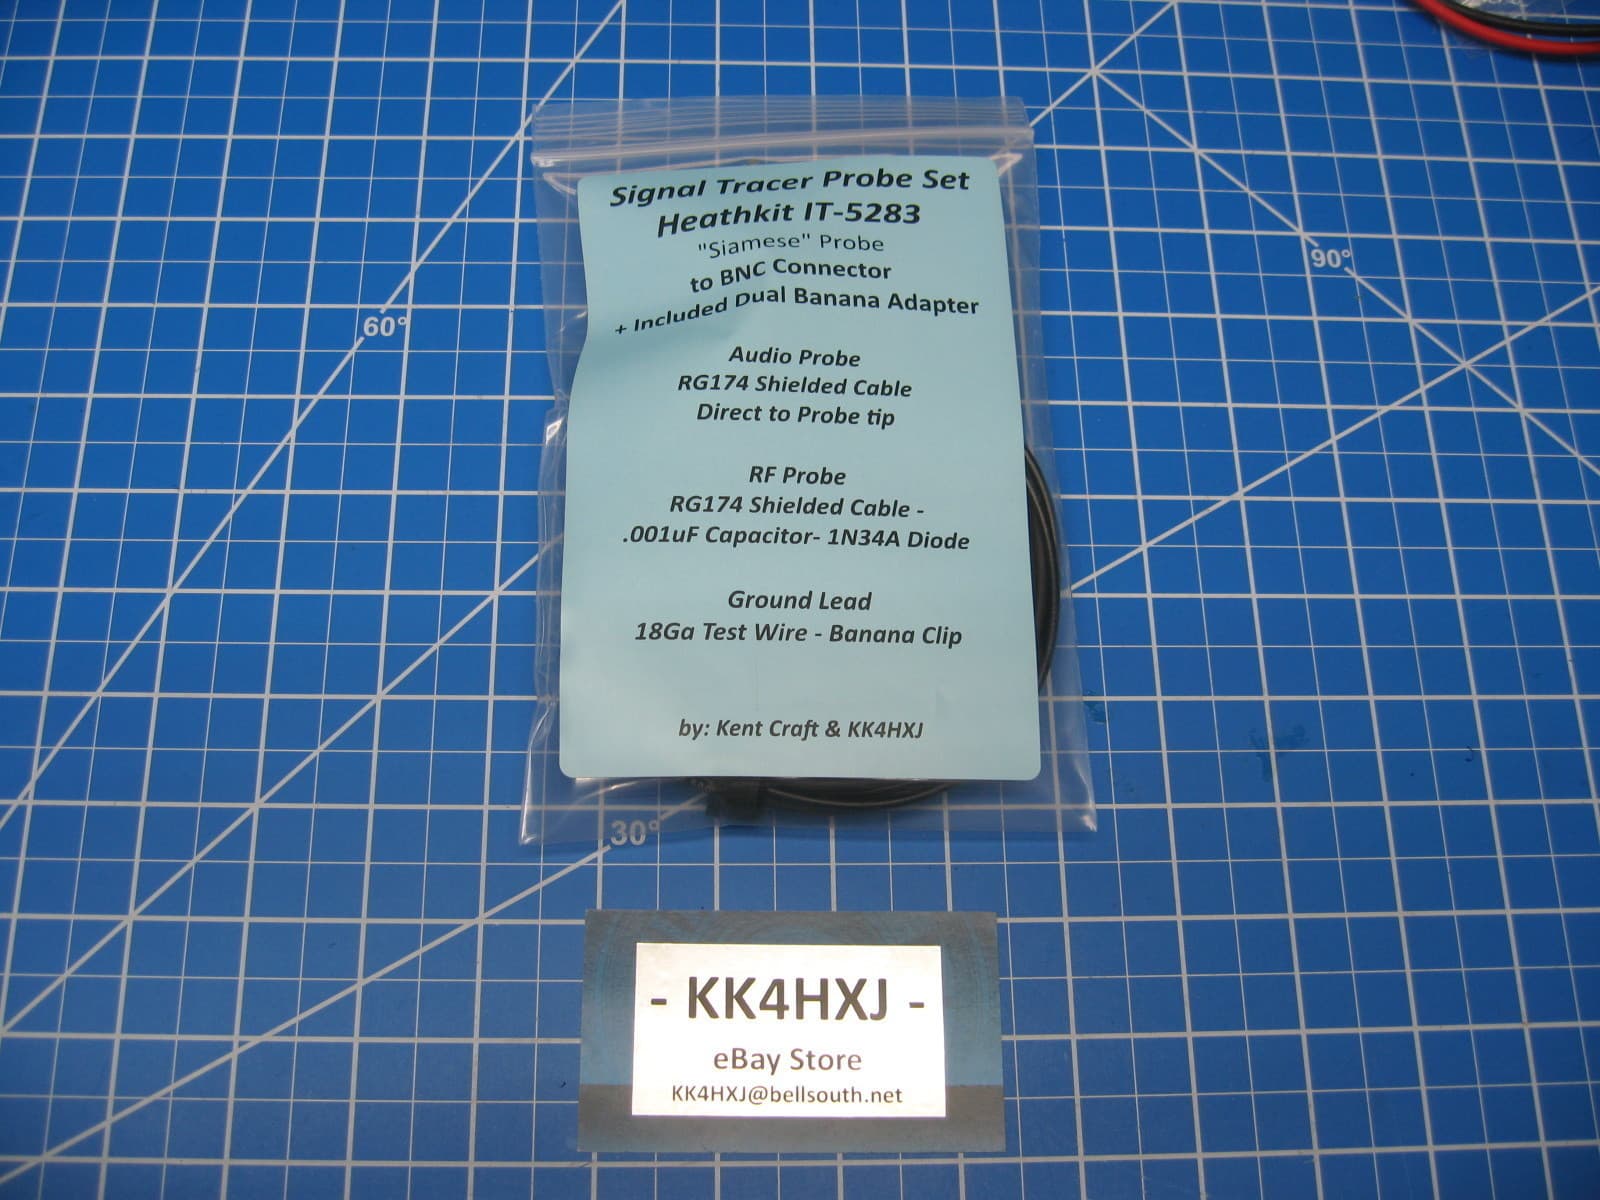 Signal Tracer Probe Set
Heathkit IT-5283
"Siamese" Probe
to BNC Connector
+ Included Dual Banana Adapter
Audio Probe
RG174 Shielded Cable
Direct to Probe tip
RF Probe
RG174 Shielded Cable -
.001uF Capacitor- 1N34A Diode
Ground Lead
18Ga Test Wire - Banana Clip
by: Kent Craft & KK4HXJ
60°
90°
30°
- KK4HXJ -
eBay Store
KK4HXJ@bellsouth.net